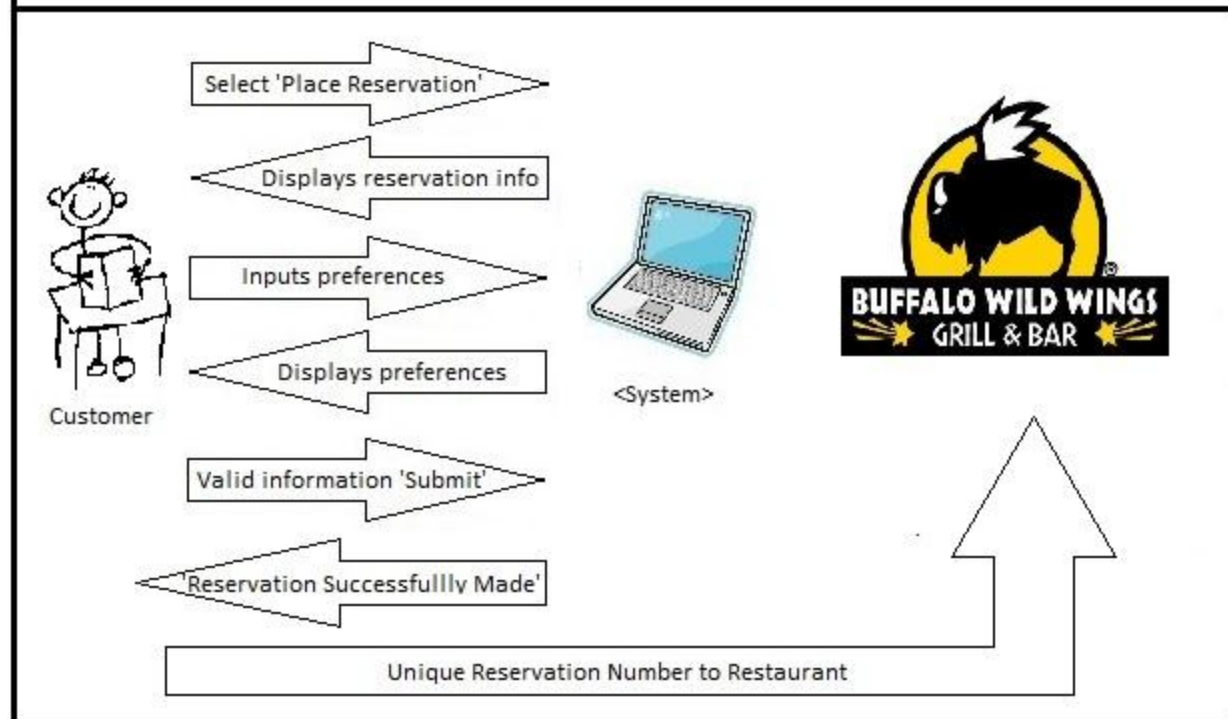 Select 'Place Reservation'
Displays reservation info
Inputs preferences
Displays preferences
Customer
<System>
BUFFALO WILD WINGS
®
GRILL & BAR
Valid information 'Submit'
'Reservation Successfullly Made'
Unique Reservation Number to Restaurant